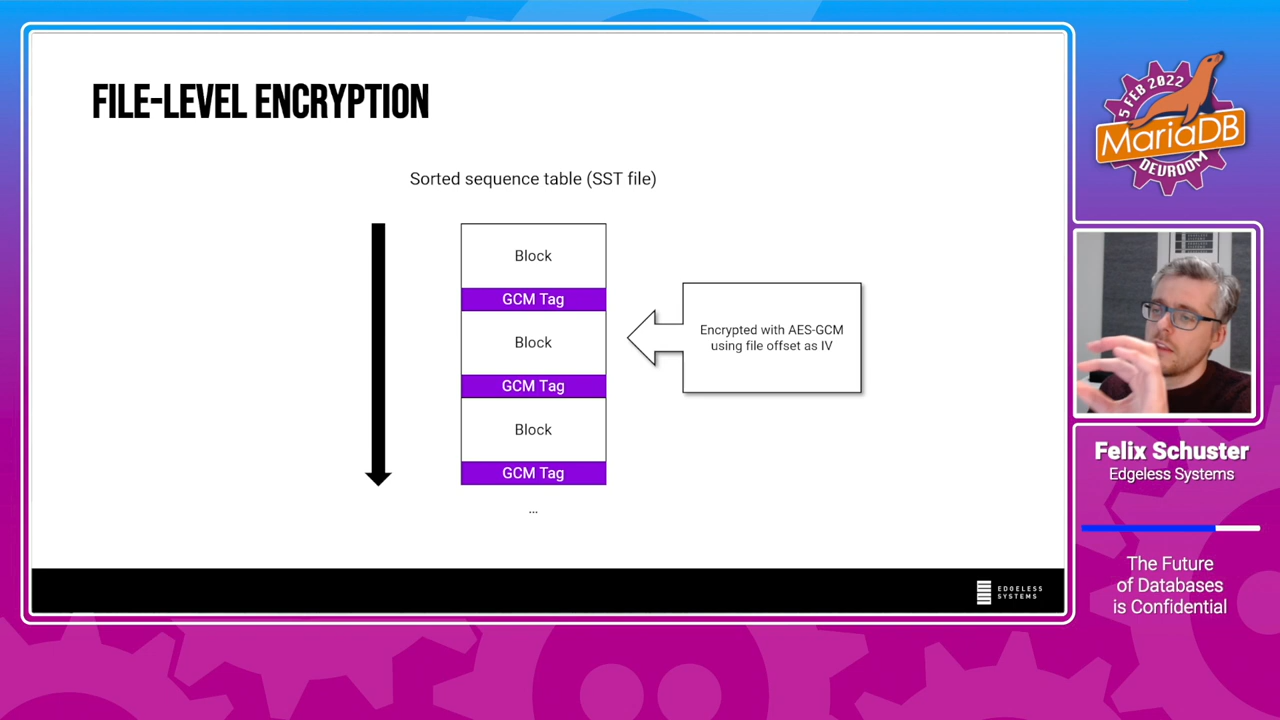 FILE-LEVEL ENCRYPTION
Sorted sequence table (SST file)
Block
GCM Tag
Block
GCM Tag
Block
GCM Tag
...
Encrypted with AES-GCM
using file offset as IV
EDGELESS
SYSTEMS
5 FEB 2022
MariaDB
DEVROOM
Felix Schuster
Edgeless Systems
The Future
of Databases
is Confidential